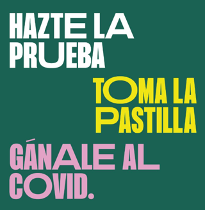 HAZTE LA
PRUEBA
TOMA LA
PASTILLA
GÁNALE AL
COVID.